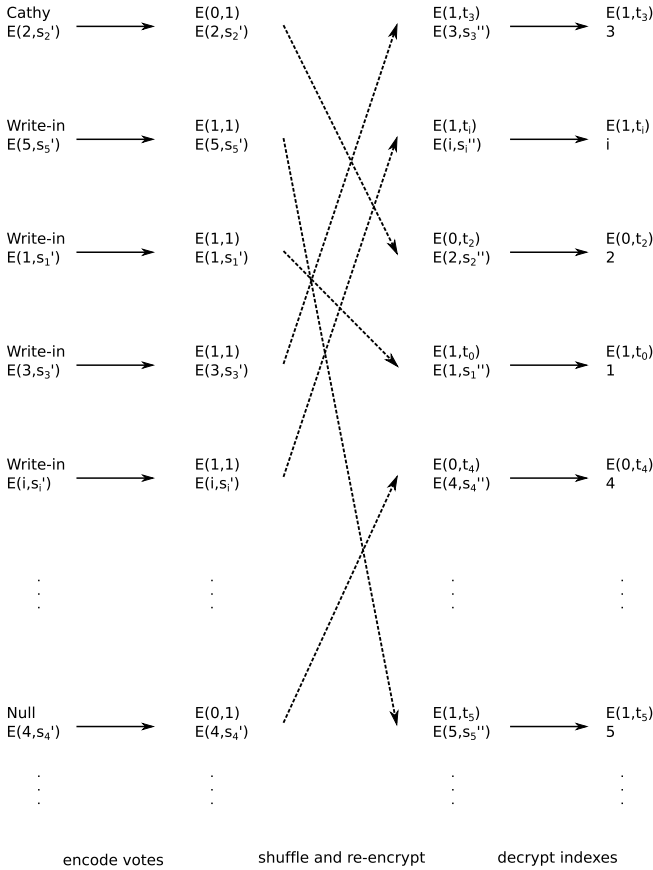 Cathy E(0,1) E(1,t₃) E(1,t₃)
E(2,s₂') E(2,s₂') E(3,s₃'') 3
Write-in E(1,1) E(1,tᵢ) E(1,tᵢ)
E(5,s₅') E(5,s₅') E(i,sᵢ'') i
Write-in E(1,1) E(0,t₂) E(0,t₂)
E(1,s₁') E(1,s₁') E(2,s₂'') 2
Write-in E(1,1) E(1,t₀) E(1,t₀)
E(3,s₃') E(3,s₃') E(1,s₁'') 1
Write-in E(1,1) E(0,t₄) E(0,t₄)
E(i,sᵢ') E(i,sᵢ') E(4,s₄'') 4
Null E(0,1) E(1,t₅) E(1,t₅)
E(4,s₄') E(4,s₄') E(5,s₅'') 5
encode votes shuffle and re-encrypt decrypt indexes